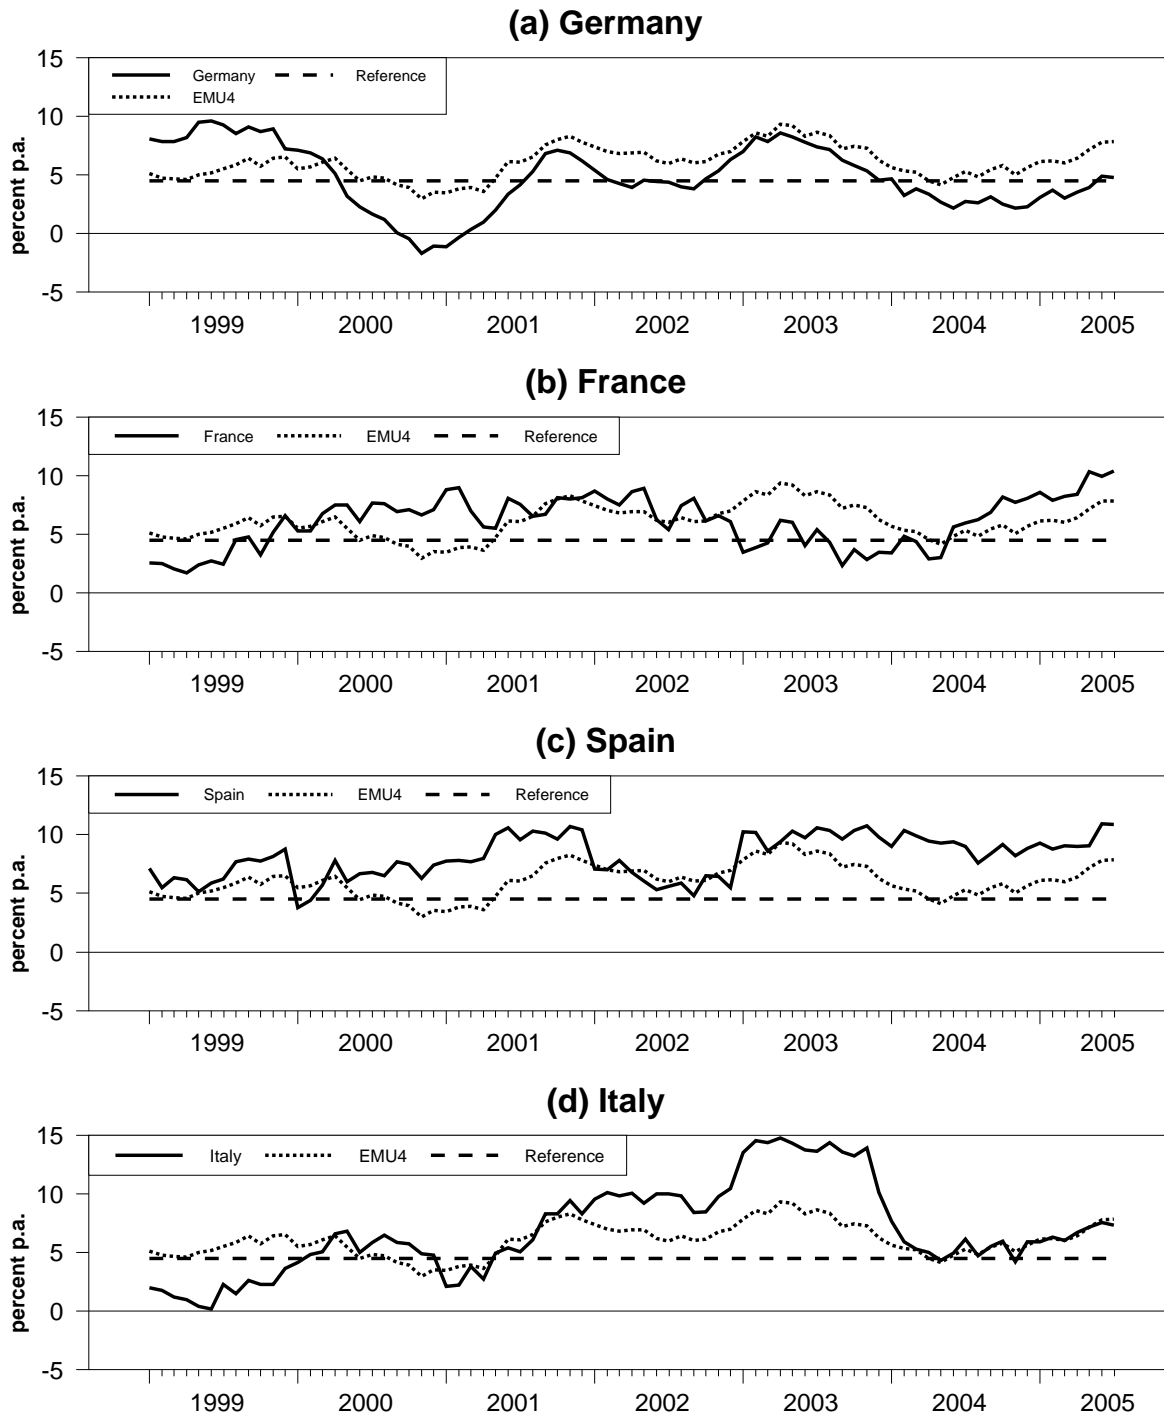 (a) Germany
15
10
5
0
-5
percent p.a.
Germany Reference
EMU4
1999 2000 2001 2002 2003 2004 2005
(b) France
15
10
5
0
-5
percent p.a.
France EMU4 Reference
1999 2000 2001 2002 2003 2004 2005
(c) Spain
15
10
5
0
-5
percent p.a.
Spain EMU4 Reference
1999 2000 2001 2002 2003 2004 2005
(d) Italy
15
10
5
0
-5
percent p.a.
Italy EMU4 Reference
1999 2000 2001 2002 2003 2004 2005